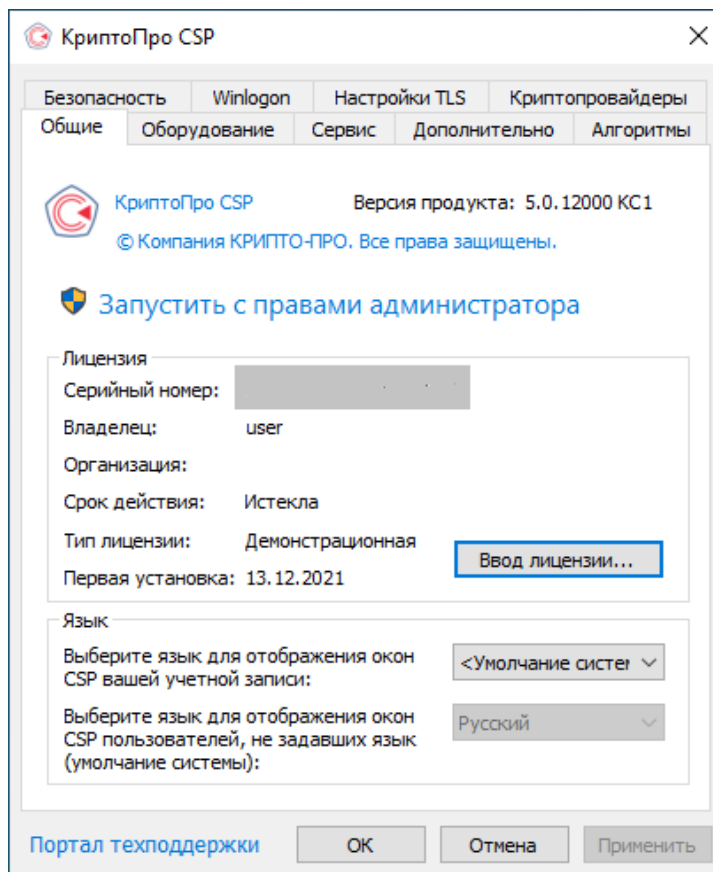 КриптоПро CSP
Безопасность Winlogon Настройки TLS Криптопровайдеры
Общие Оборудование Сервис Дополнительно Алгоритмы
КриптоПро CSP Версия продукта: 5.0.12000 КС1
© Компания КРИПТО-ПРО. Все права защищены.
Запустить с правами администратора
Лицензия
Серийный номер:
Владелец: user
Организация:
Срок действия: Истекла
Тип лицензии: Демонстрационная
Ввод лицензии...
Первая установка: 13.12.2021
Язык
Выберите язык для отображения окон
CSP вашей учетной записи:
<Умолчание систем
Выберите язык для отображения окон
CSP пользователей, не задавших язык
(умолчание системы):
Русский
Портал техподдержки ОК Отмена Применить